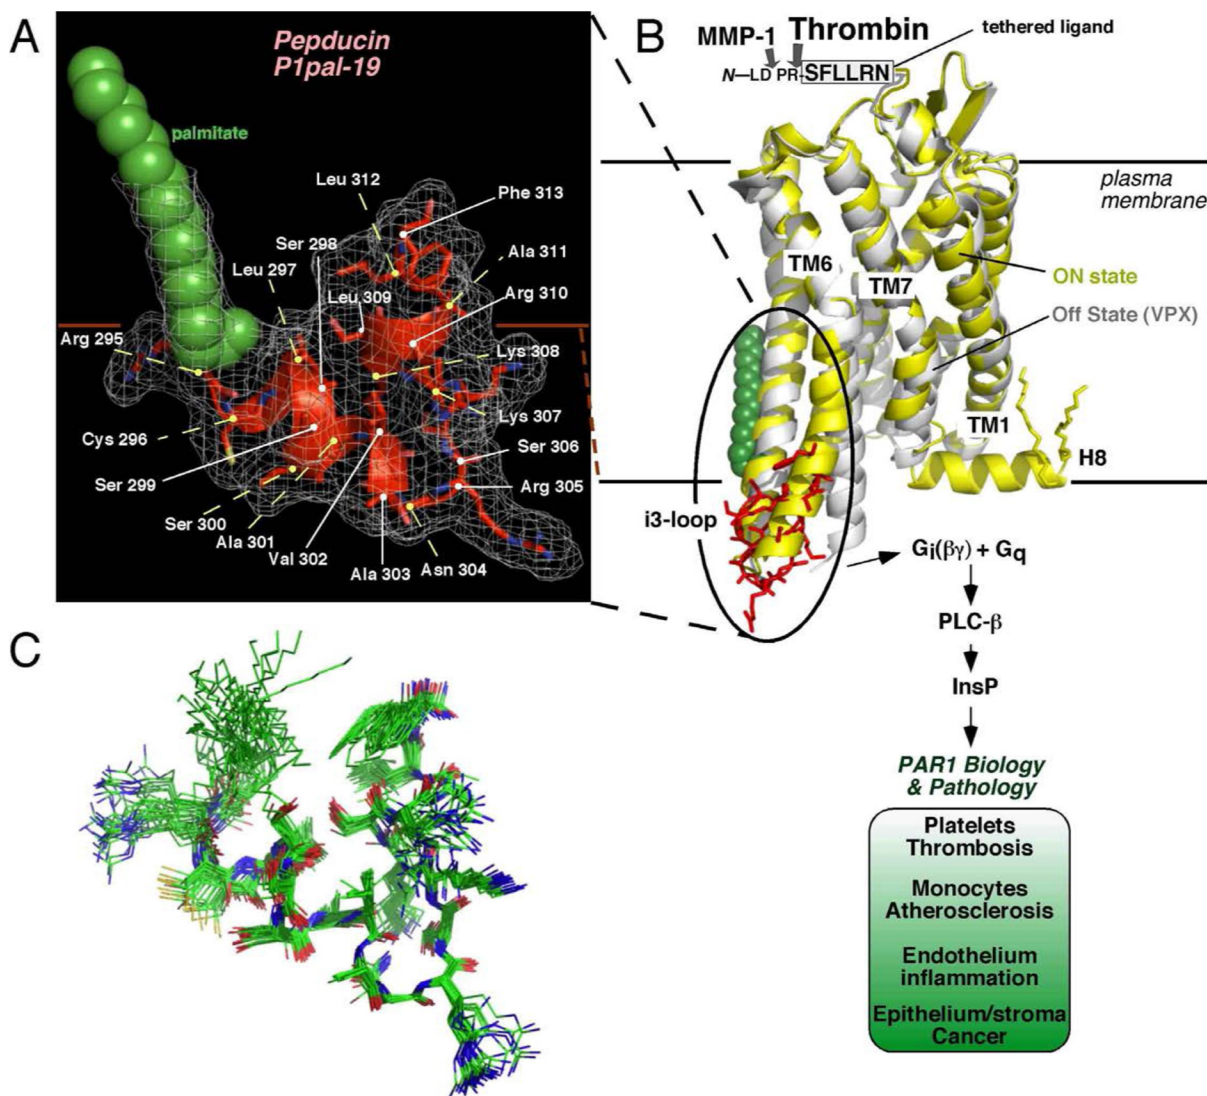 A
Pepducin
P1pal-19
palmitate
Leu 312
Phe 313
Ser 298
Ala 311
Leu 297
Leu 309
Arg 310
Arg 295
Lys 308
Lys 307
Cys 296
Ser 306
Ser 299
Arg 305
Ser 300
Ala 301
Val 302
Ala 303
Asn 304
B
MMP-1
Thrombin
tethered ligand
N—LD PR-SFLLRN
plasma
membrane
TM6
TM7
ON state
Off State (VPX)
TM1
H8
i3-loop
Gi(βγ) + Gq
PLC-β
InsP
PAR1 Biology
& Pathology
Platelets
Thrombosis
Monocytes
Atherosclerosis
Endothelium
inflammation
Epithelium/stroma
Cancer
C